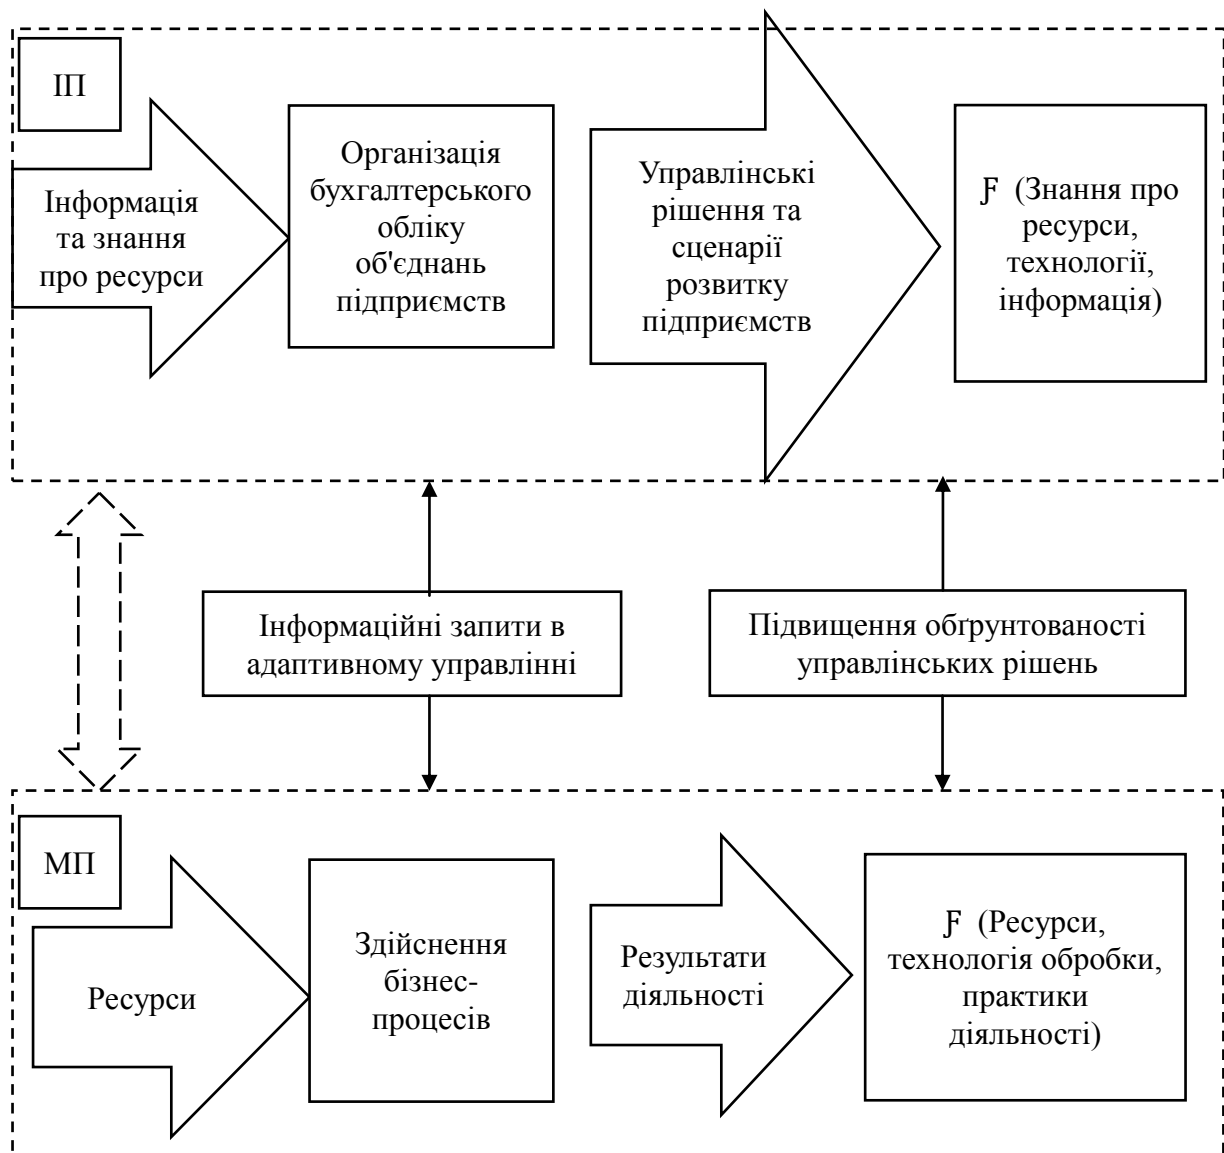 ІП
Інформація
та знання
про ресурси
Організація
бухгалтерського
обліку
об'єднань
підприємств
Управлінські
рішення та
сценарії
розвитку
підприємств
Ƒ (Знання про
ресурси,
технології,
інформація)
Інформаційні запити в
адаптивному управлінні
Підвищення обґрунтованості
управлінських рішень
МП
Ресурси
Здійснення
бізнес-
процесів
Результати
діяльності
Ƒ (Ресурси,
технологія обробки,
практики
діяльності)